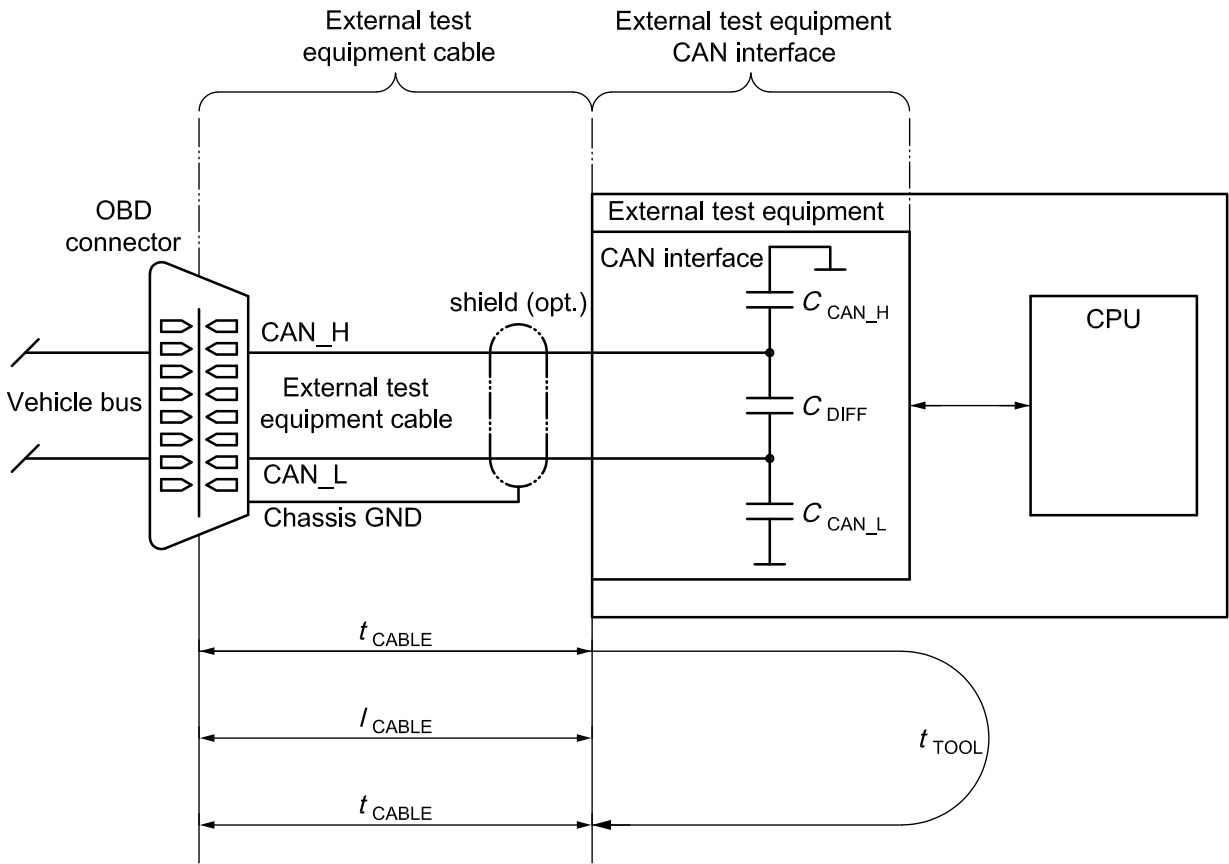 External test
equipment cable
External test equipment
CAN interface
OBD
connector
External test equipment
CAN interface
shield (opt.)
C CAN_H
CPU
CAN_H
Vehicle bus
External test
equipment cable
C DIFF
CAN_L
Chassis GND
C CAN_L
t CABLE
l CABLE
t TOOL
t CABLE